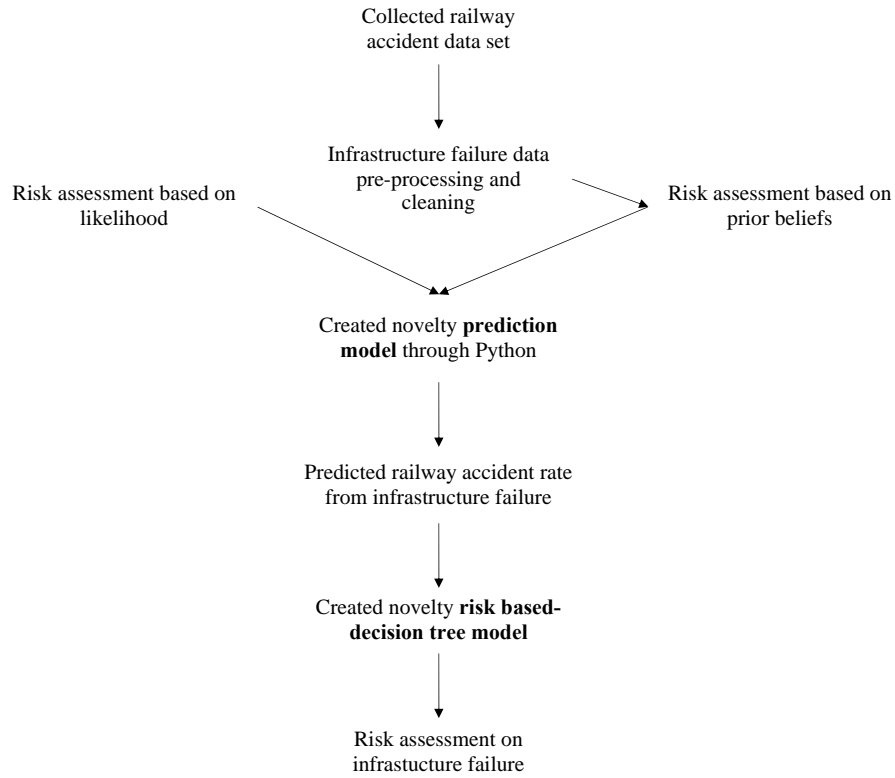 Collected railway
accident data set
Infrastructure failure data
pre-processing and
cleaning
Risk assessment based on
likelihood
Risk assessment based on
prior beliefs
Created novelty prediction
model through Python
Predicted railway accident rate
from infrastructure failure
Created novelty risk based-
decision tree model
Risk assessment on
infrastucture failure